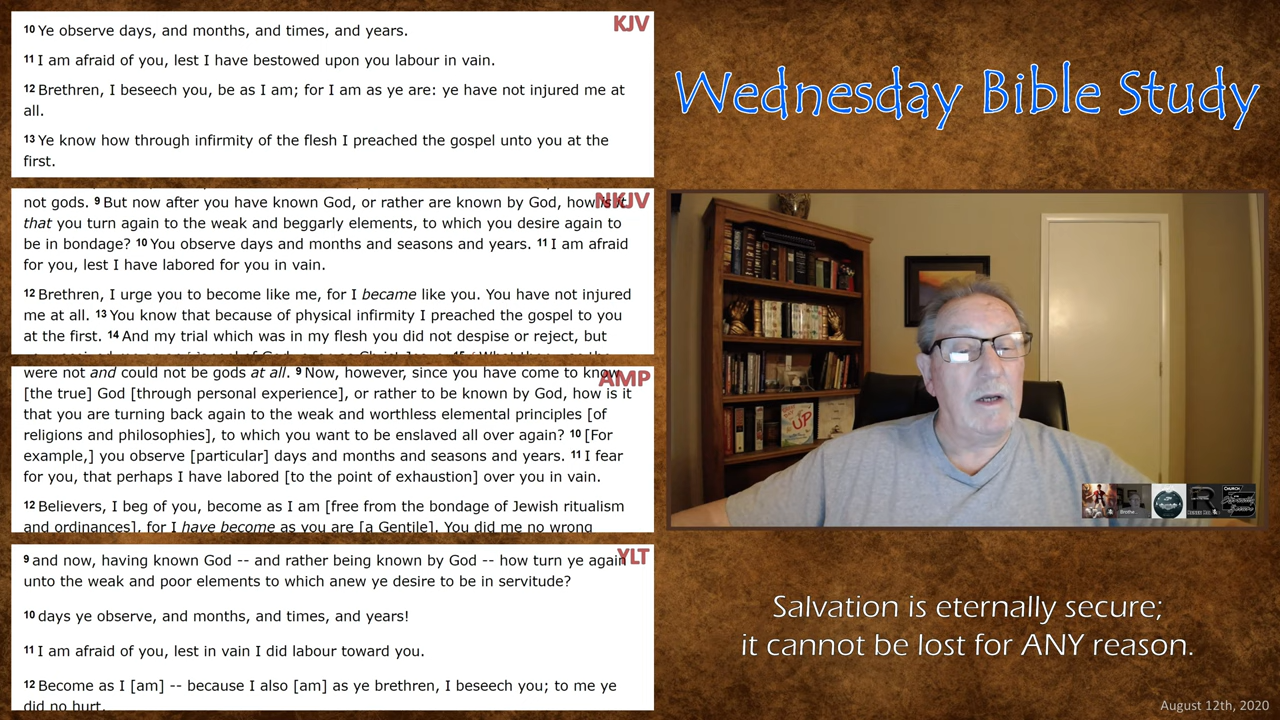 KJV
10 Ye observe days, and months, and times, and years.
11 I am afraid of you, lest I have bestowed upon you labour in vain.
12 Brethren, I beseech you, be as I am; for I am as ye are: ye have not injured me at
all.
13 Ye know how through infirmity of the flesh I preached the gospel unto you at the
first.
NKJV
not gods. 9 But now after you have known God, or rather are known by God, how is it
that you turn again to the weak and beggarly elements, to which you desire again to
be in bondage? 10 You observe days and months and seasons and years. 11 I am afraid
for you, lest I have labored for you in vain.
12 Brethren, I urge you to become like me, for I became like you. You have not injured
me at all. 13 You know that because of physical infirmity I preached the gospel to you
at the first. 14 And my trial which was in my flesh you did not despise or reject, but
AMP
were not and could not be gods at all. 9 Now, however, since you have come to know
[the true] God [through personal experience], or rather to be known by God, how is it
that you are turning back again to the weak and worthless elemental principles [of
religions and philosophies], to which you want to be enslaved all over again? 10 [For
example,] you observe [particular] days and months and seasons and years. 11 I fear
for you, that perhaps I have labored [to the point of exhaustion] over you in vain.
12 Believers, I beg of you, become as I am [free from the bondage of Jewish ritualism
and ordinances], for I have become as you are [a Gentile]. You did me no wrong
YLT
9 and now, having known God -- and rather being known by God -- how turn ye again
unto the weak and poor elements to which anew ye desire to be in servitude?
10 days ye observe, and months, and times, and years!
11 I am afraid of you, lest in vain I did labour toward you.
12 Become as I [am] -- because I also [am] as ye brethren, I beseech you; to me ye
did no hurt.
Wednesday Bible Study
UP
Brothe
CHURCH
Salvation is eternally secure;
it cannot be lost for ANY reason.
August 12th, 2020